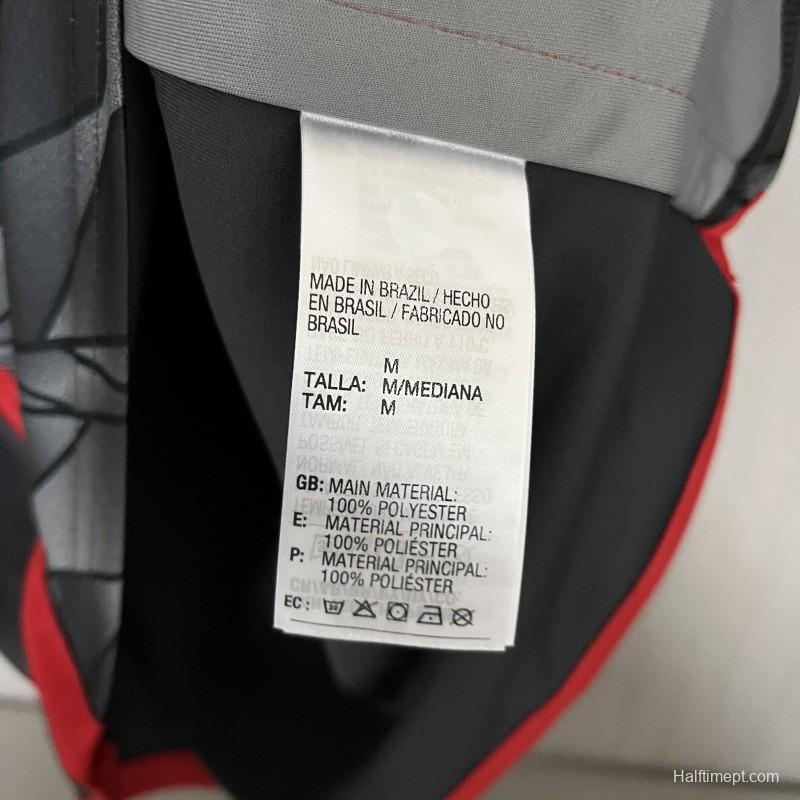 MADE IN BRAZIL / HECHO
EN BRASIL / FABRICADO NO
BRASIL
M
TALLA: M/MEDIANA
TAM: M
GB: MAIN MATERIAL:
100% POLYESTER
E: MATERIAL PRINCIPAL:
100% POLIÉSTER
P: MATERIAL PRINCIPAL:
100% POLIÉSTER
EC:
Halftimept.com/